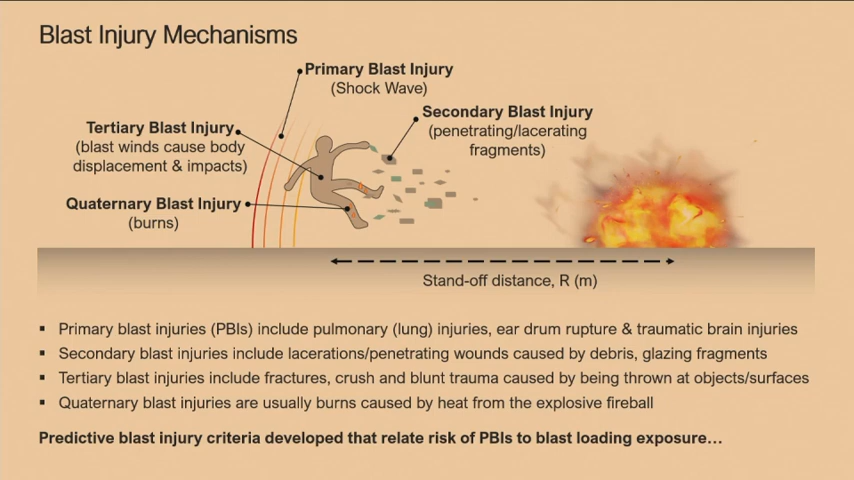 Blast Injury Mechanisms
Primary Blast Injury
(Shock Wave)
Secondary Blast Injury
(penetrating/lacerating
fragments)
Tertiary Blast Injury
(blast winds cause body
displacement & impacts)
Quaternary Blast Injury
(burns)
Stand-off distance, R (m)
▪ Primary blast injuries (PBIs) include pulmonary (lung) injuries, ear drum rupture & traumatic brain injuries
▪ Secondary blast injuries include lacerations/penetrating wounds caused by debris, glazing fragments
▪ Tertiary blast injuries include fractures, crush and blunt trauma caused by being thrown at objects/surfaces
▪ Quaternary blast injuries are usually burns caused by heat from the explosive fireball
Predictive blast injury criteria developed that relate risk of PBIs to blast loading exposure…